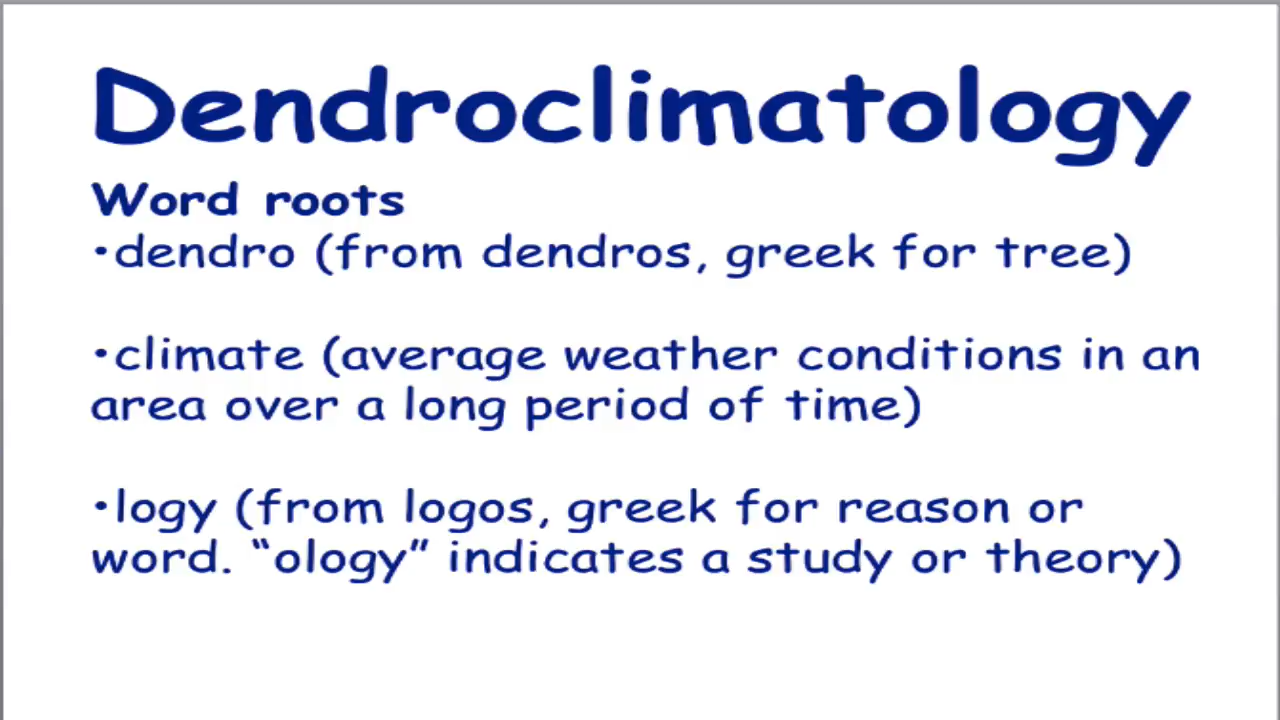 Dendroclimatology
Word roots
•dendro (from dendros, greek for tree)
•climate (average weather conditions in an
area over a long period of time)
•logy (from logos, greek for reason or
word. “ology” indicates a study or theory)